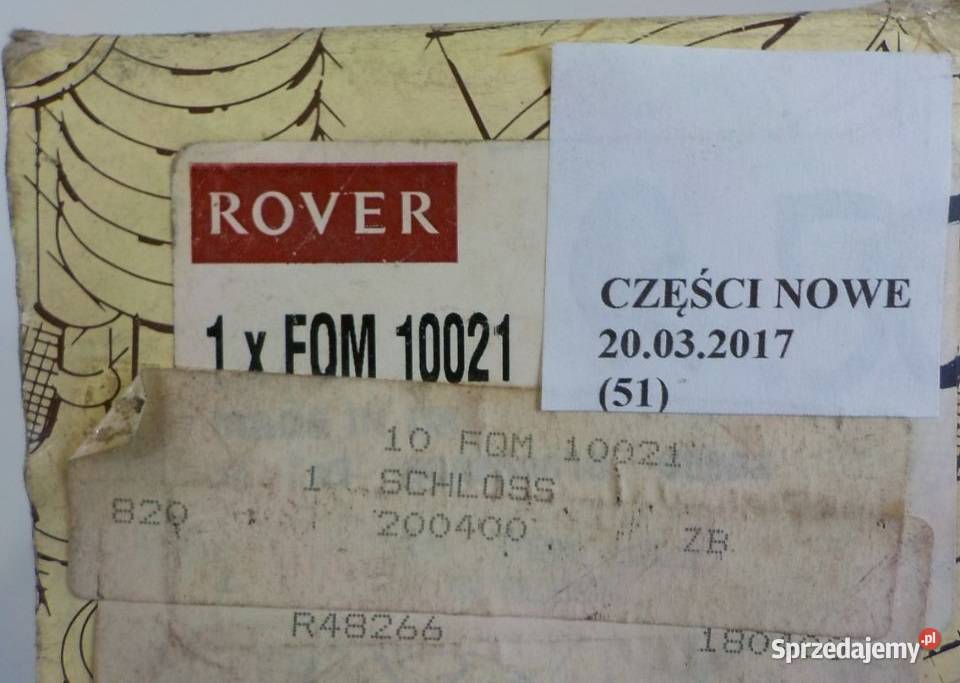 ROVER
1 x FQM 10021
CZĘŚCI NOWE
20.03.2017
(51)
10 FQM 10021
1 SCHLOSS
820 200400 ZB
R48266
Sprzedajemy.pl